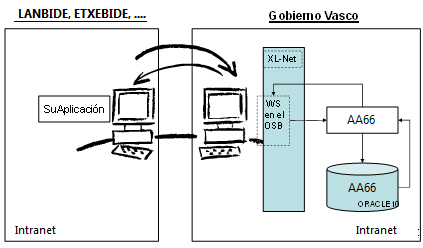 LANBIDE, ETXEBIDE, ....
Gobierno Vasco
XL-Net
SuAplicación
WS
en el
OSB
AA66
AA66
ORACLE10
Intranet
Intranet